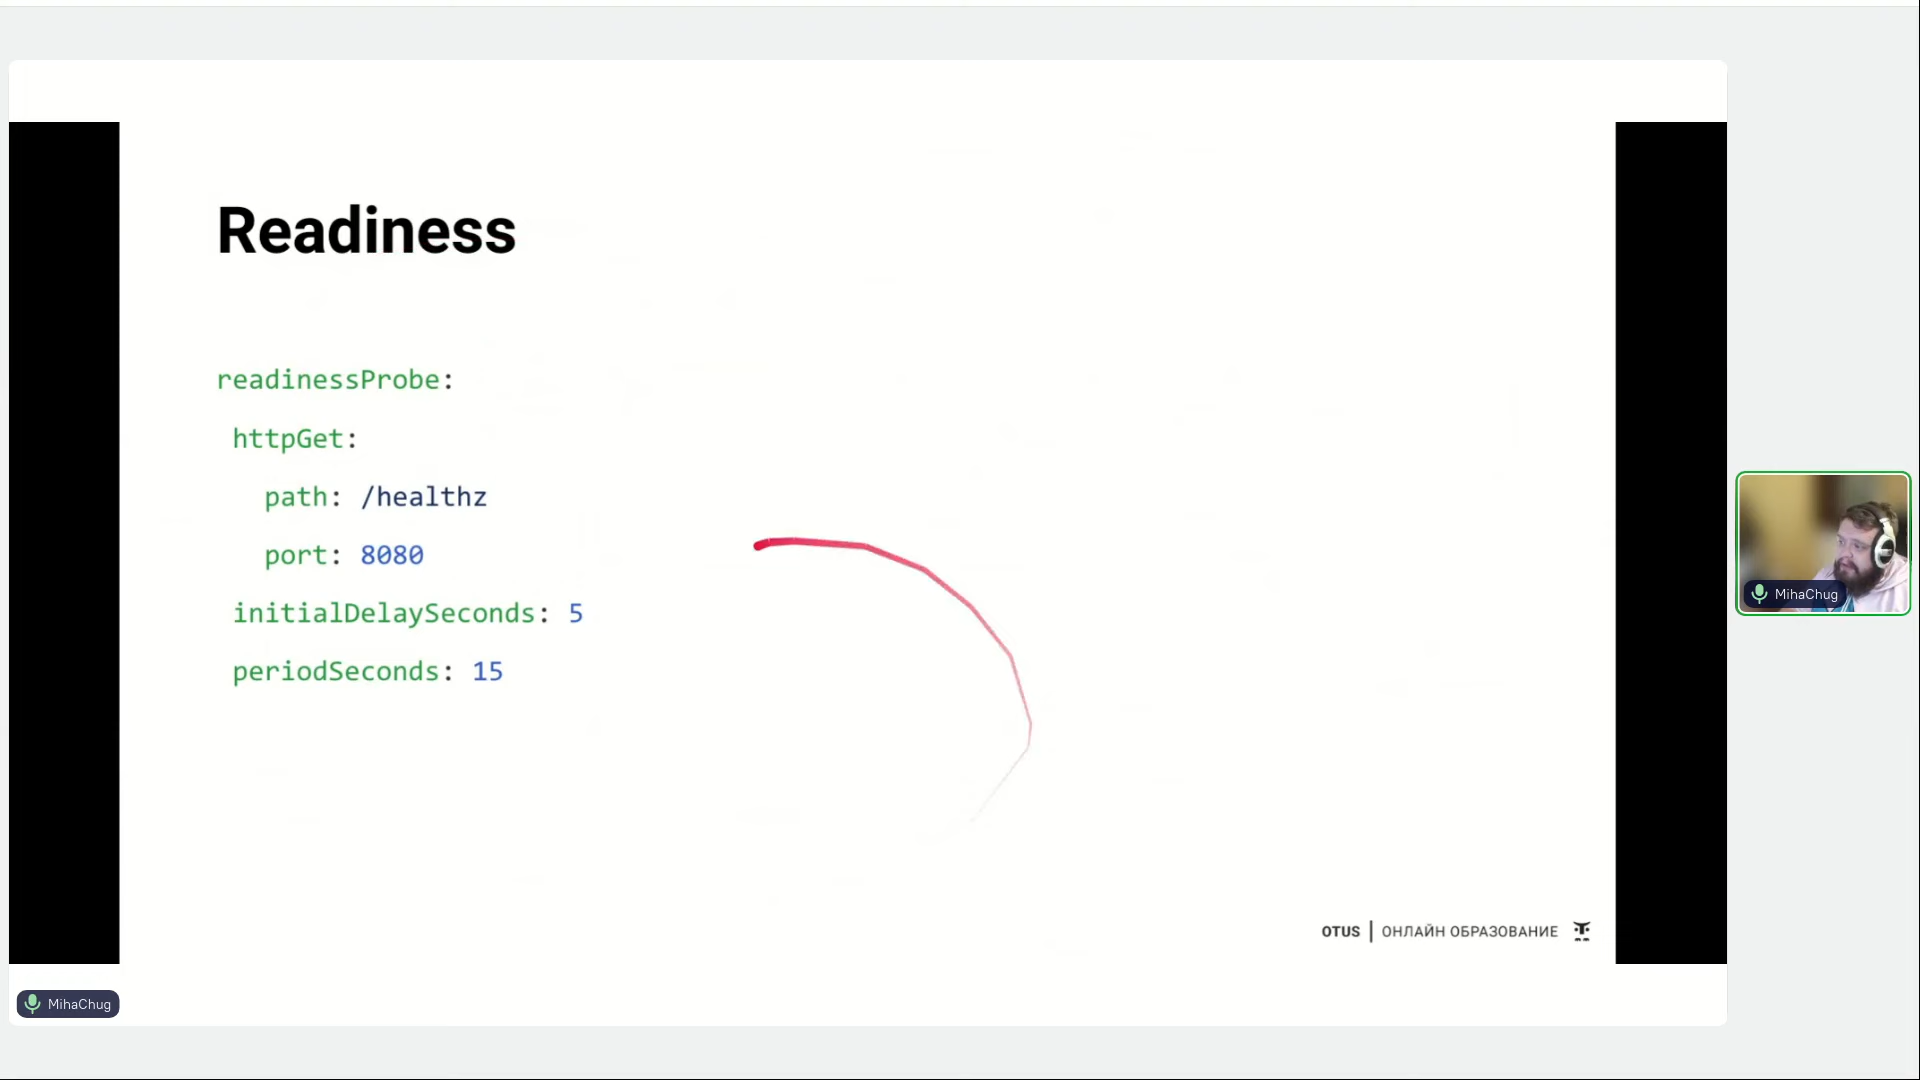 Readiness
readinessProbe:
httpGet:
path: /healthz
port: 8080
initialDelaySeconds: 5
periodSeconds: 15
OTUS | ОНЛАЙН ОБРАЗОВАНИЕ
MihaChug
MihaChug